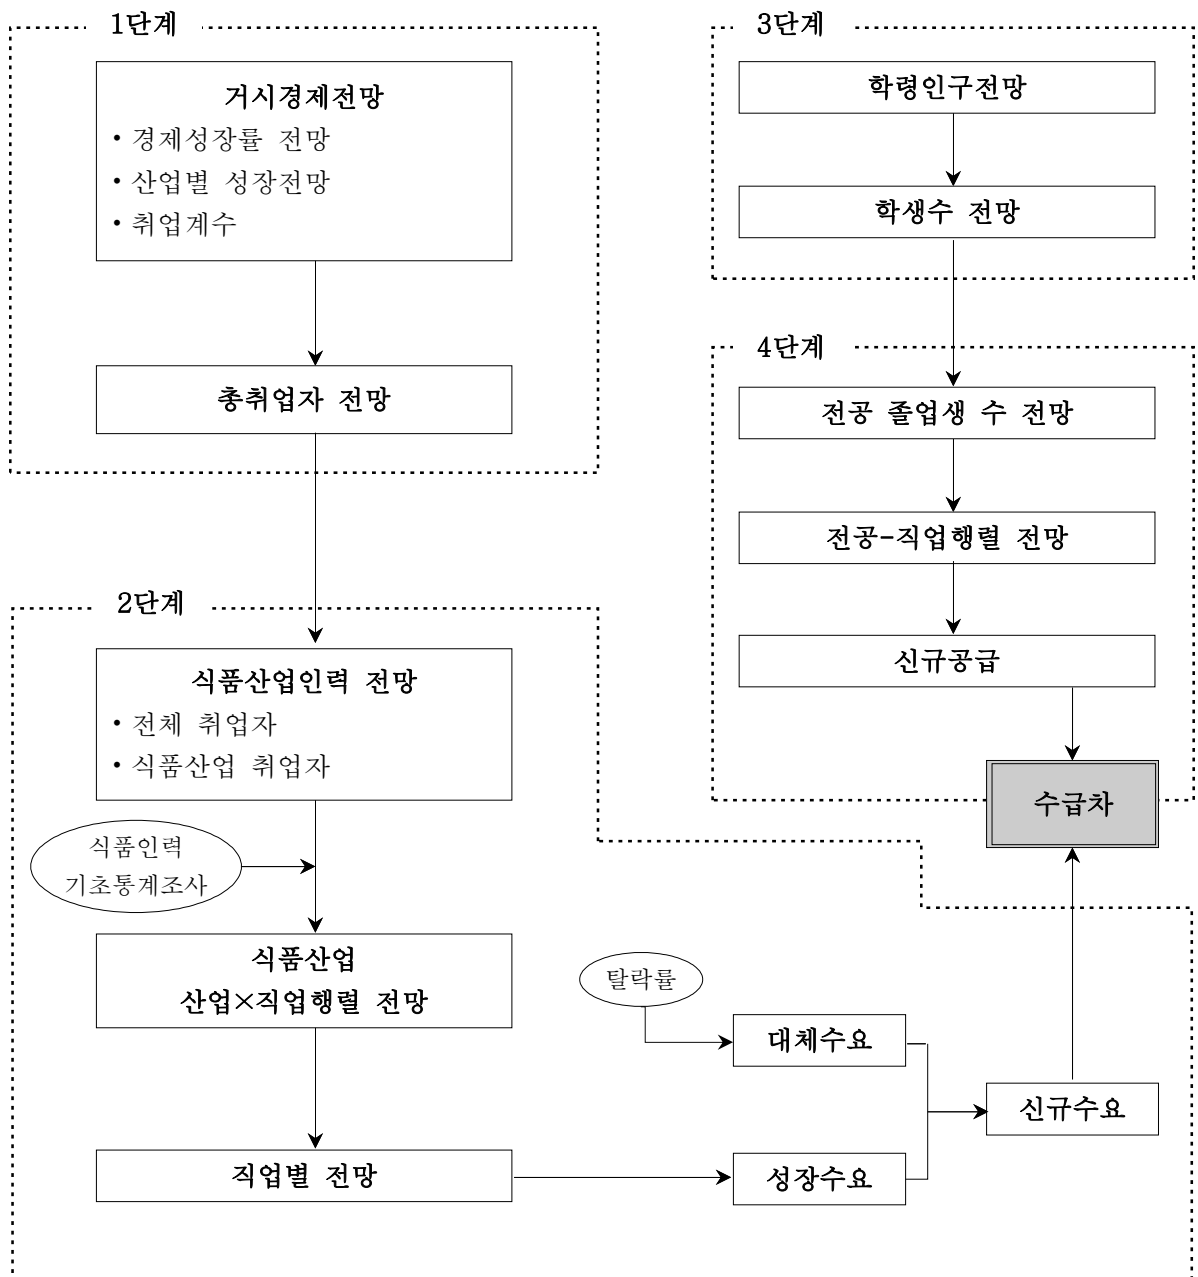 1단계
거시경제전망
· 경제성장률 전망
· 산업별 성장전망
· 취업계수
총취업자 전망
2단계
식품산업인력 전망
· 전체 취업자
· 식품산업 취업자
식품인력
기초통계조사
식품산업
산업×직업행렬 전망
직업별 전망
3단계
학령인구전망
학생수 전망
4단계
전공 졸업생 수 전망
전공-직업행렬 전망
신규공급
수급차
탈락률
대체수요
신규수요
성장수요